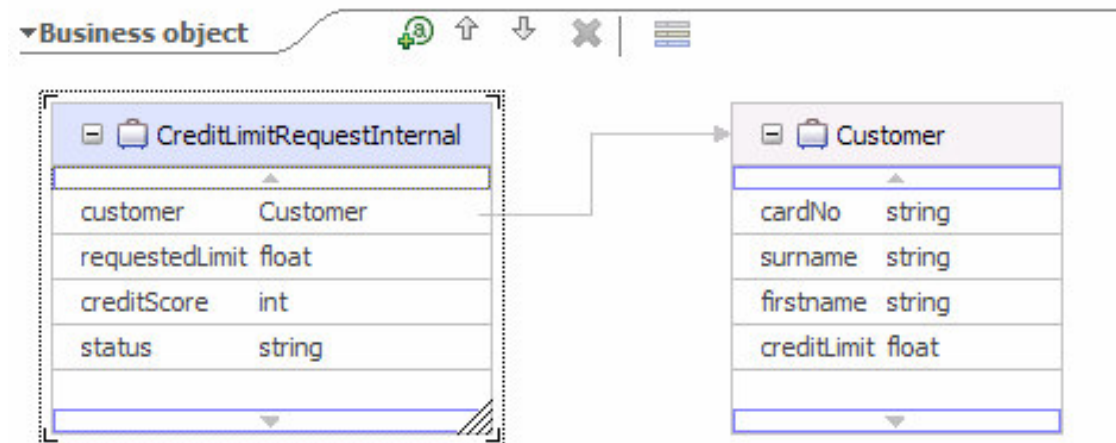 Business object
CreditLimitRequestInternal
customer Customer
requestedLimit float
creditScore int
status string
Customer
cardNo string
surname string
firstname string
creditLimit float